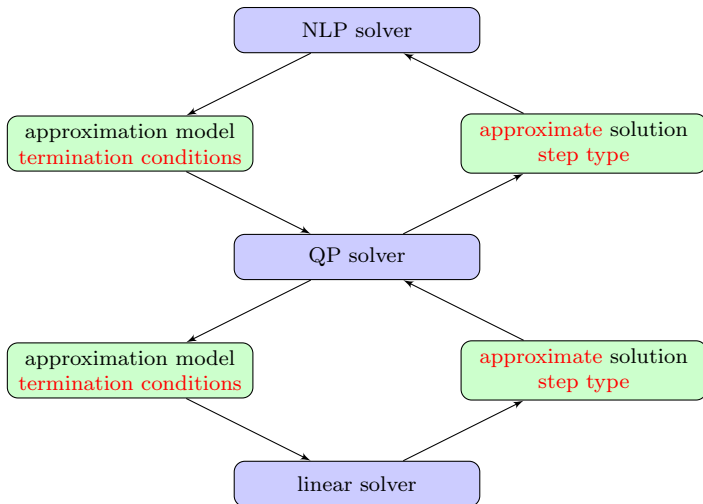 NLP solver
approximation model
termination conditions
approximate solution
step type
QP solver
approximation model
termination conditions
approximate solution
step type
linear solver